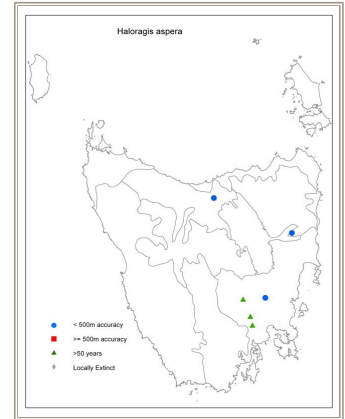 Haloragis aspera
< 500m accuracy
>= 500m accuracy
>50 years
Locally Extinct